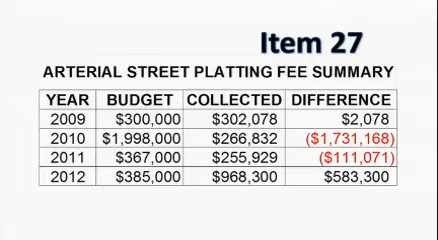 Item 27
ARTERIAL STREET PLATTING FEE SUMMARY
YEAR BUDGET COLLECTED DIFFERENCE
2009 $300,000 $302,078 $2,078
2010 $1,998,000 $266,832 ($1,731,168)
2011 $367,000 $255,929 ($111,071)
2012 $385,000 $968,300 $583,300